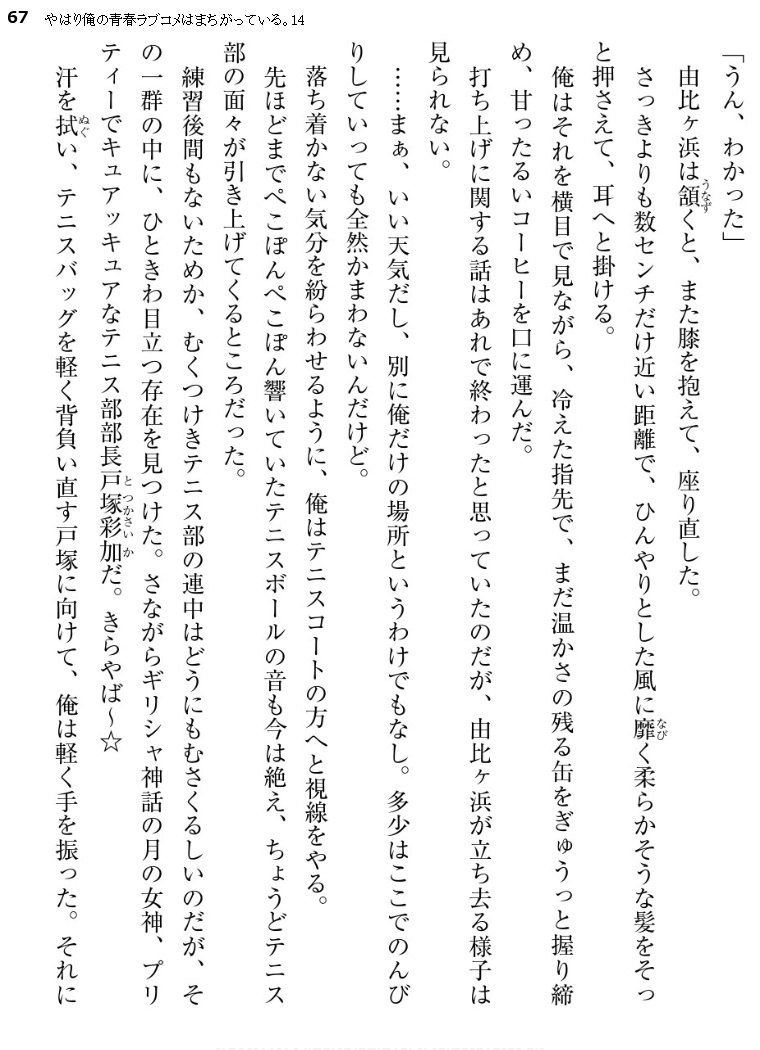 67 やはり俺の青春ラブコメはまちがっている。14
「うん、わかった」
由比ヶ浜は頷くと、また膝を抱えて、座り直した。
さっきよりも数センチだけ近い距離で、ひんやりとした風に靡く柔らかそうな髪をそっ
と押さえて、耳へと掛ける。
俺はそれを横目で見ながら、冷えた指先で、まだ温かさの残る缶をぎゅうっと握り締
め、甘ったるいコーヒーを口に運んだ。
打ち上げに関する話はあれで終わったと思っていたのだが、由比ヶ浜が立ち去る様子は
見られない。
……まぁ、いい天気だし、別に俺だけの場所というわけでもなし。多少はここでのんび
りしていっても全然かまわないんだけど。
落ち着かない気分を紛らわせるように、俺はテニスコートの方へと視線をやる。
先ほどまでぺこぽんぺこぽん響いていたテニスボールの音も今は絶え、ちょうどテニス
部の面々が引き上げてくるところだった。
練習後間もないためか、むくつけきテニス部の連中はどうにもむさくるしいのだが、そ
の一群の中に、ひときわ目立つ存在を見つけた。さながらギリシャ神話の月の女神、プリ
ティーでキュアッキュアなテニス部部長戸塚彩加だ。きらやば～☆
汗を拭い、テニスバッグを軽く背負い直す戸塚に向けて、俺は軽く手を振った。それに